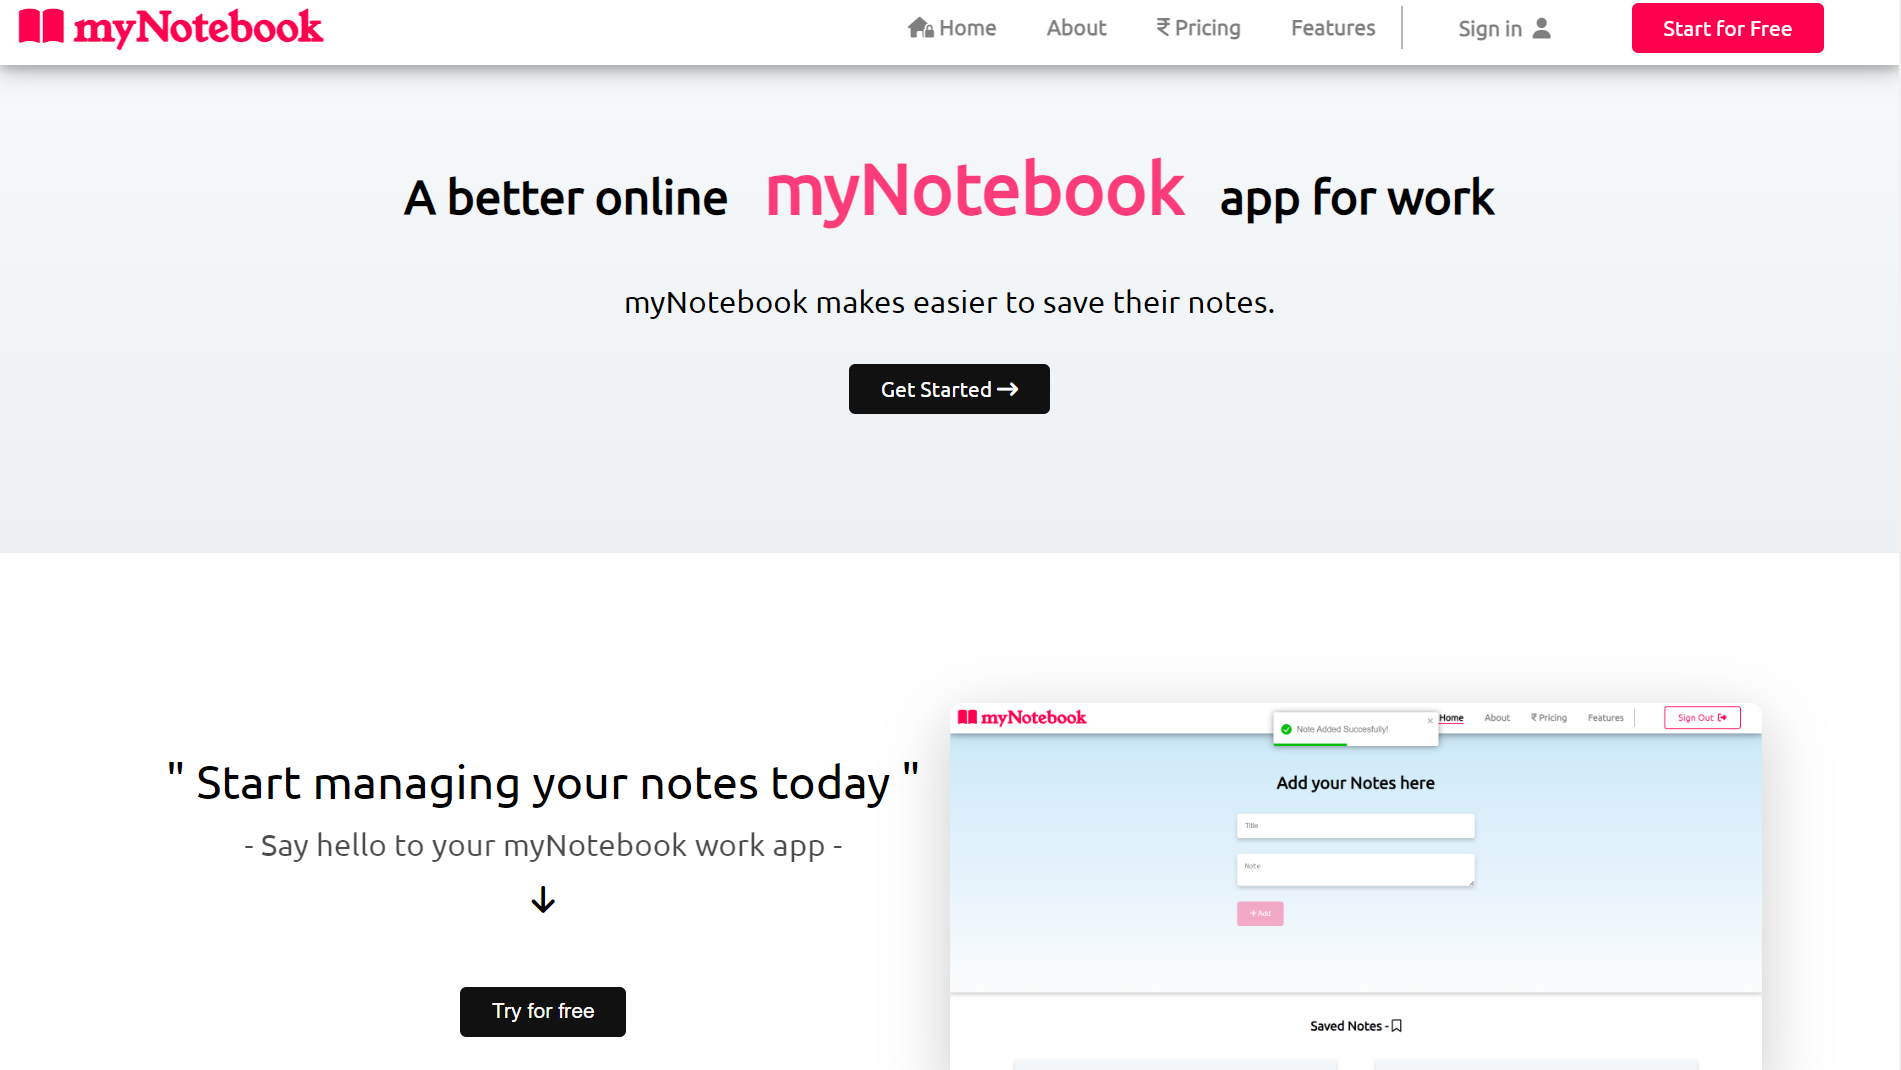 myNotebook
Home About ₹ Pricing Features Sign in Start for Free
A better online myNotebook app for work
myNotebook makes easier to save their notes.
Get Started →
" Start managing your notes today "
- Say hello to your myNotebook work app -
↓
Try for free
myNotebook
Note Added Succesfully! ×
Home About ₹ Pricing Features Sign Out
Add your Notes here
Title
Note
+ Add
Saved Notes -